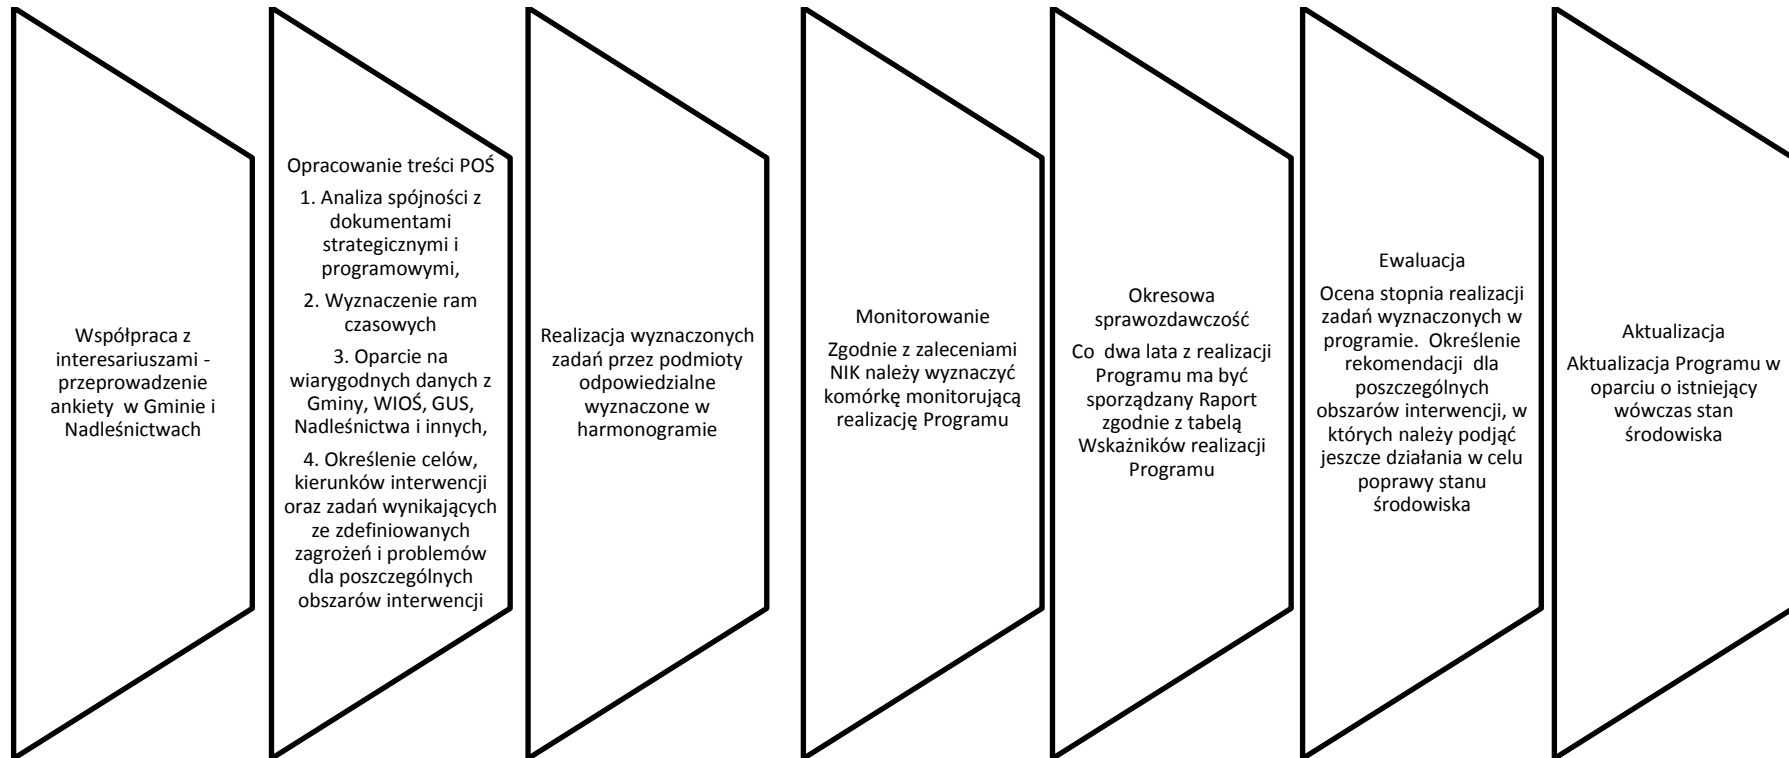 Współpraca z
interesariuszami -
przeprowadzenie
ankiety w Gminie i
Nadleśnictwach
Opracowanie treści POŚ
1. Analiza spójności z
dokumentami
strategicznymi i
programowymi,
2. Wyznaczenie ram
czasowych
3. Oparcie na
wiarygodnych danych z
Gminy, WIOŚ, GUS,
Nadleśnictwa i innych,
4. Określenie celów,
kierunków interwencji
oraz zadań wynikających
ze zdefiniowanych
zagrożeń i problemów
dla poszczególnych
obszarów interwencji
Realizacja wyznaczonych
zadań przez podmioty
odpowiedzialne
wyznaczone w
harmonogramie
Monitorowanie
Zgodnie z zaleceniami
NIK należy wyznaczyć
komórkę monitorującą
realizację Programu
Okresowa
sprawozdawczość
Co dwa lata z realizacji
Programu ma być
sporządzany Raport
zgodnie z tabelą
Wskażników realizacji
Programu
Ewaluacja
Ocena stopnia realizacji
zadań wyznaczonych w
programie. Określenie
rekomendacji dla
poszczególnych
obszarów interwencji, w
których należy podjąć
jeszcze działania w celu
poprawy stanu
środowiska
Aktualizacja
Aktualizacja Programu w
oparciu o istniejący
wówczas stan
środowiska